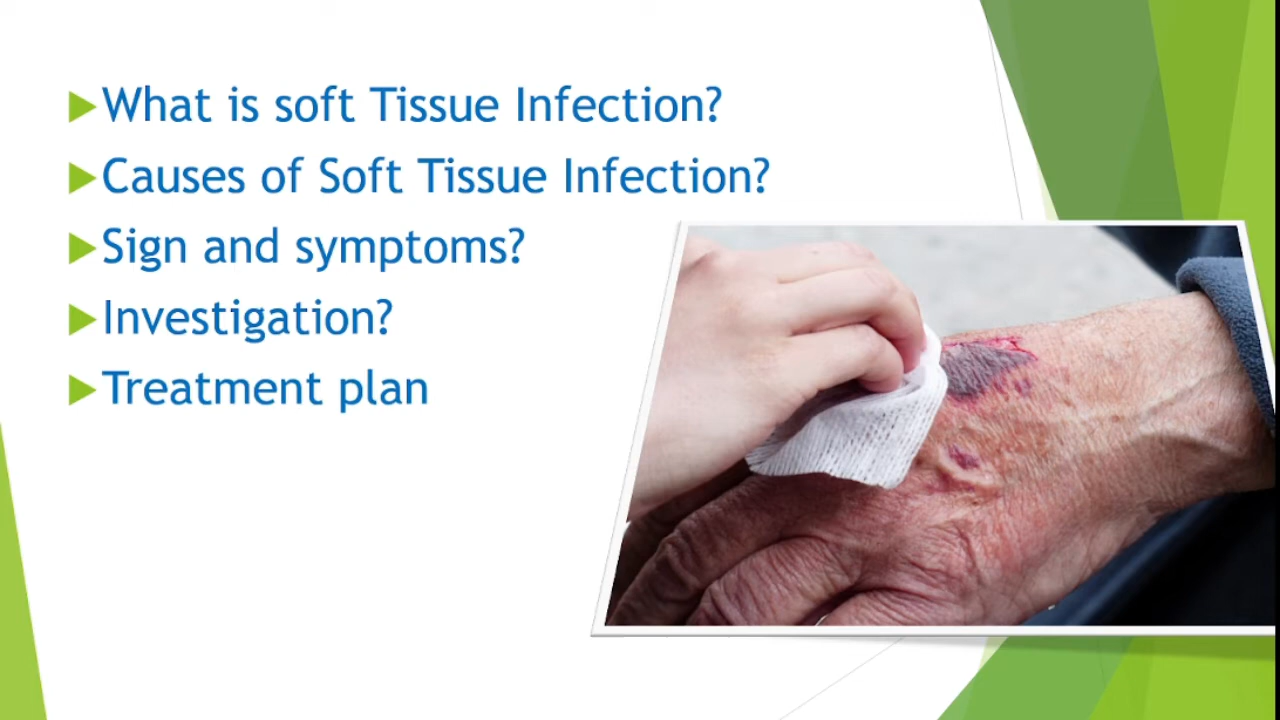 What is soft Tissue Infection?
Causes of Soft Tissue Infection?
Sign and symptoms?
Investigation?
Treatment plan